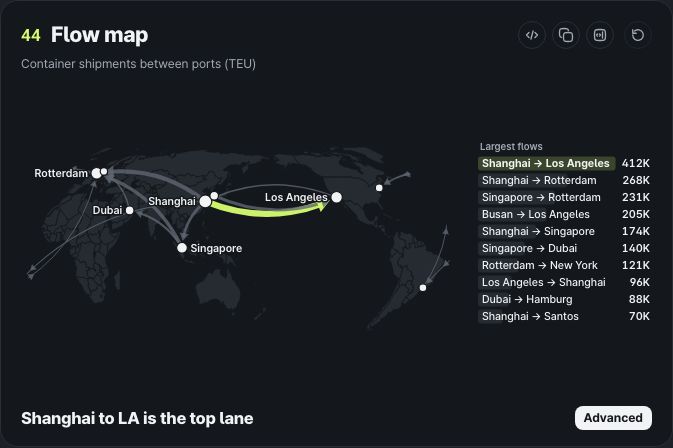 44 Flow map
Container shipments between ports (TEU)
Rotterdam
Dubai
Shanghai
Los Angeles
Singapore
Largest flows
Shanghai → Los Angeles 412K
Shanghai → Rotterdam 268K
Singapore → Rotterdam 231K
Busan → Los Angeles 205K
Shanghai → Singapore 174K
Singapore → Dubai 140K
Rotterdam → New York 121K
Los Angeles → Shanghai 96K
Dubai → Hamburg 88K
Shanghai → Santos 70K
Shanghai to LA is the top lane
Advanced